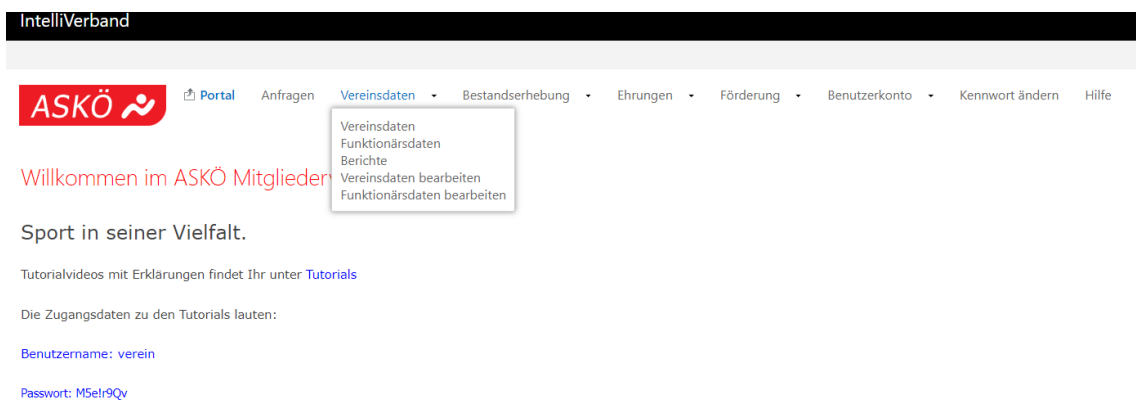 IntelliVerband
ASKÖ
Portal Anfragen Vereinsdaten Bestandserhebung Ehrungen Förderung Benutzerkonto Kennwort ändern Hilfe
Vereinsdaten
Funktionärsdaten
Berichte
Vereinsdaten bearbeiten
Funktionärsdaten bearbeiten
Willkommen im ASKÖ Mitglieder
Sport in seiner Vielfalt.
Tutorialvideos mit Erklärungen findet Ihr unter Tutorials
Die Zugangsdaten zu den Tutorials lauten:
Benutzername: verein
Passwort: M5e!r9Qv